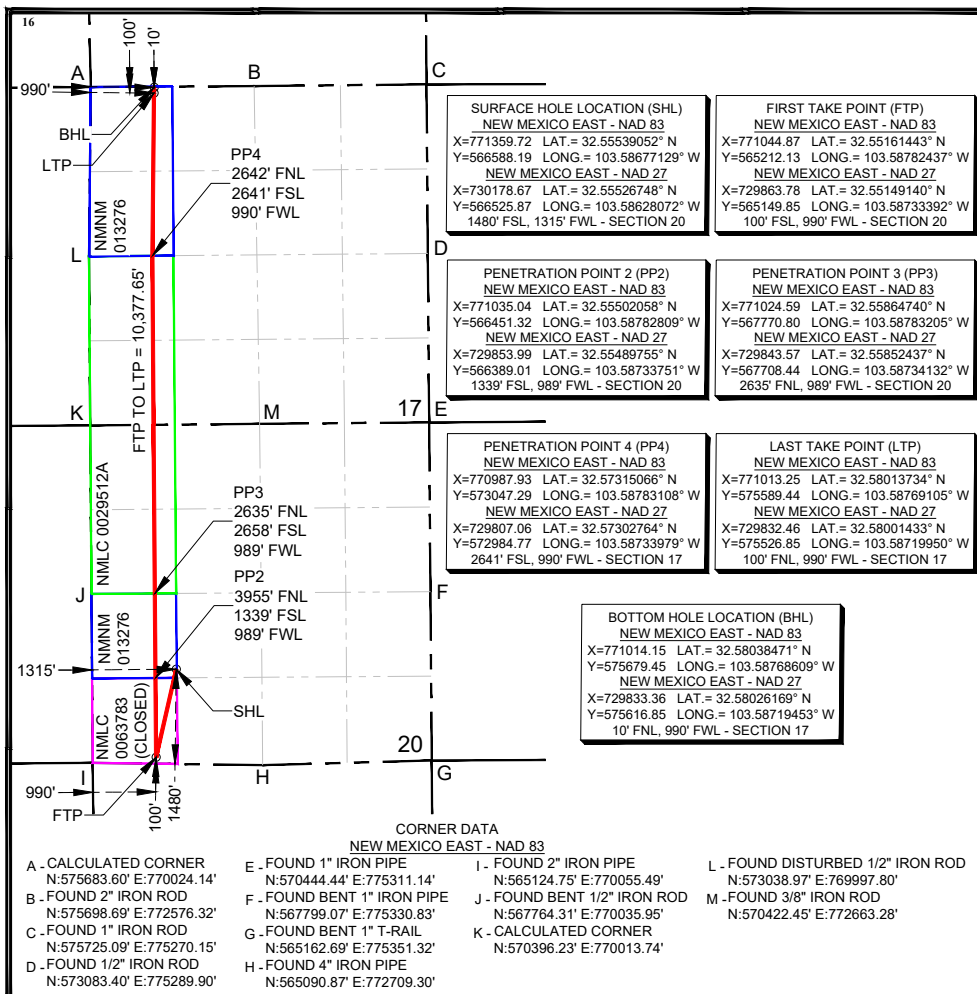 16
100'
10'
A
B
C
990'
BHL
LTP
PP4
2642' FNL
2641' FSL
990' FWL
NMNM
013276
L
D
FTP TO LTP = 10,377.65'
K
M
17
E
NMLC 0029512A
PP3
2635' FNL
2658' FSL
989' FWL
PP2
3955' FNL
1339' FSL
989' FWL
J
F
NMNM
013276
1315'
NMLC
0063783
(CLOSED)
SHL
20
I
H
G
990'
FTP
100'
1480'
SURFACE HOLE LOCATION (SHL)
NEW MEXICO EAST - NAD 83
X=771359.72 LAT.= 32.55539052° N
Y=566588.19 LONG.= 103.58677129° W
NEW MEXICO EAST - NAD 27
X=730178.67 LAT.= 32.55526748° N
Y=566525.87 LONG.= 103.58628072° W
1480' FSL, 1315' FWL - SECTION 20
FIRST TAKE POINT (FTP)
NEW MEXICO EAST - NAD 83
X=771044.87 LAT.= 32.55161443° N
Y=565212.13 LONG.= 103.58782437° W
NEW MEXICO EAST - NAD 27
X=729863.78 LAT.= 32.55149140° N
Y=565149.85 LONG.= 103.58733392° W
100' FSL, 990' FWL - SECTION 20
PENETRATION POINT 2 (PP2)
NEW MEXICO EAST - NAD 83
X=771035.04 LAT.= 32.55502058° N
Y=566451.32 LONG.= 103.58782809° W
NEW MEXICO EAST - NAD 27
X=729853.99 LAT.= 32.55489755° N
Y=566389.01 LONG.= 103.58733751° W
1339' FSL, 989' FWL - SECTION 20
PENETRATION POINT 3 (PP3)
NEW MEXICO EAST - NAD 83
X=771024.59 LAT.= 32.55864740° N
Y=567770.80 LONG.= 103.58783205° W
NEW MEXICO EAST - NAD 27
X=729843.57 LAT.= 32.55852437° N
Y=567708.44 LONG.= 103.58734132° W
2635' FNL, 989' FWL - SECTION 20
PENETRATION POINT 4 (PP4)
NEW MEXICO EAST - NAD 83
X=770987.93 LAT.= 32.57315066° N
Y=573047.29 LONG.= 103.58783108° W
NEW MEXICO EAST - NAD 27
X=729807.06 LAT.= 32.57302764° N
Y=572984.77 LONG.= 103.58733979° W
2641' FSL, 990' FWL - SECTION 17
LAST TAKE POINT (LTP)
NEW MEXICO EAST - NAD 83
X=771013.25 LAT.= 32.58013734° N
Y=575589.44 LONG.= 103.58769105° W
NEW MEXICO EAST - NAD 27
X=729832.46 LAT.= 32.58001433° N
Y=575526.85 LONG.= 103.58719950° W
100' FNL, 990' FWL - SECTION 17
BOTTOM HOLE LOCATION (BHL)
NEW MEXICO EAST - NAD 83
X=771014.15 LAT.= 32.58038471° N
Y=575679.45 LONG.= 103.58768609° W
NEW MEXICO EAST - NAD 27
X=729833.36 LAT.= 32.58026169° N
Y=575616.85 LONG.= 103.58719453° W
10' FNL, 990' FWL - SECTION 17
CORNER DATA
NEW MEXICO EAST - NAD 83
A - CALCULATED CORNER
N:575683.60' E:770024.14'
B - FOUND 2" IRON ROD
N:575698.69' E:772576.32'
C - FOUND 1" IRON ROD
N:575725.09' E:775270.15'
D - FOUND 1/2" IRON ROD
N:573083.40' E:775289.90'
E - FOUND 1" IRON PIPE
N:570444.44' E:775311.14'
F - FOUND BENT 1" IRON PIPE
N:567799.07' E:775330.83'
G - FOUND BENT 1" T-RAIL
N:565162.69' E:775351.32'
H - FOUND 4" IRON PIPE
N:565090.87' E:772709.30'
I - FOUND 2" IRON PIPE
N:565124.75' E:770055.49'
J - FOUND BENT 1/2" IRON ROD
N:567764.31' E:770035.95'
K - CALCULATED CORNER
N:570396.23' E:770013.74'
L - FOUND DISTURBED 1/2" IRON ROD
N:573038.97' E:769997.80'
M - FOUND 3/8" IRON ROD
N:570422.45' E:772663.28'